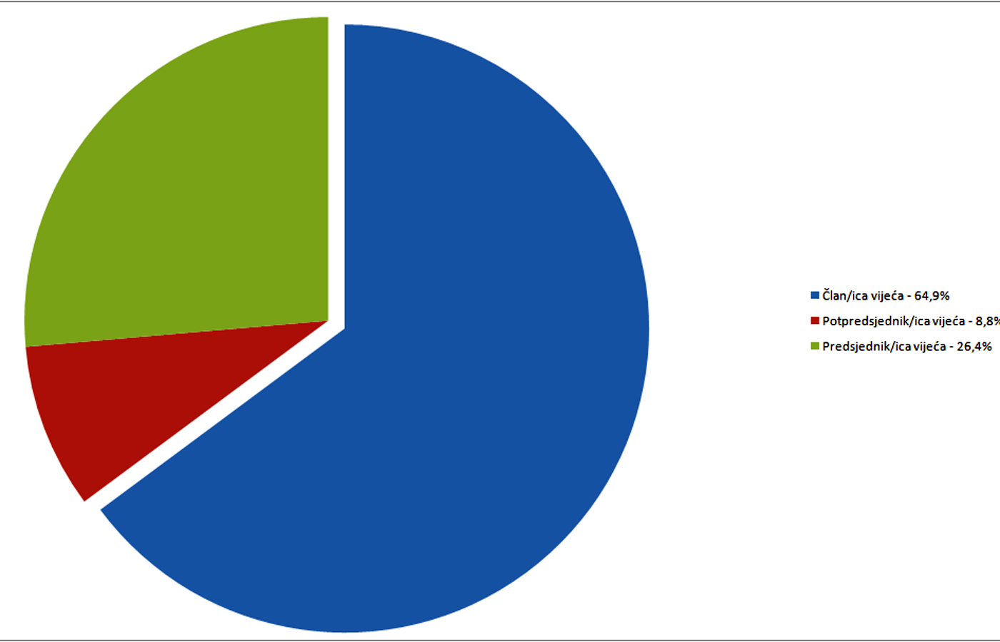 Član/ica vijeća - 64,9%
Potpredsjednik/ica vijeća - 8,8%
Predsjednik/ica vijeća - 26,4%